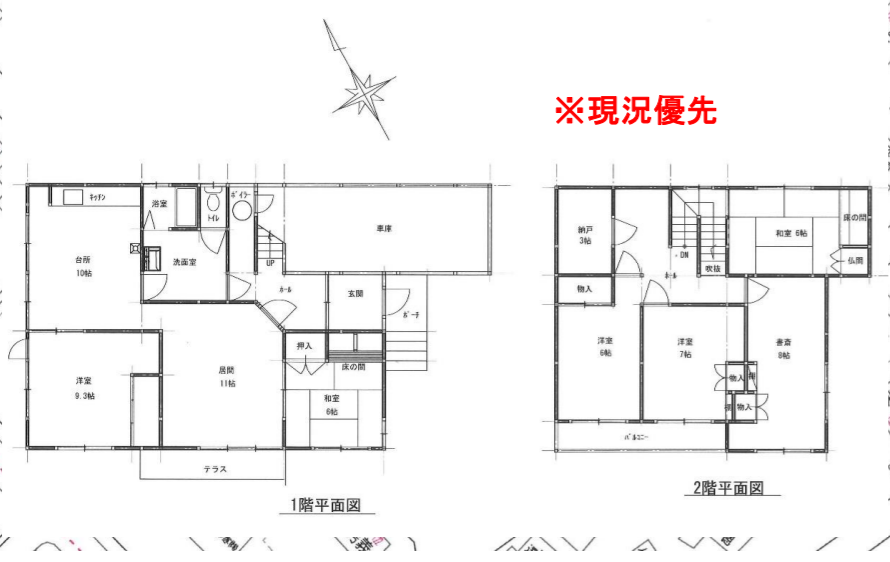 ※現況優先
キッチン
浴室
トイレ
ボイラー
車庫
台所
10帖
洗面室
UP
ホール
玄関
ポーチ
押入
床の間
洋室
9.3帖
居間
11帖
和室
6帖
テラス
1階平面図
納戸
3帖
DN
吹抜
ホール
和室 6帖
床の間
仏間
物入
洋室
6帖
洋室
7帖
書斎
8帖
物入
棚
棚
物入
バルコニー
2階平面図